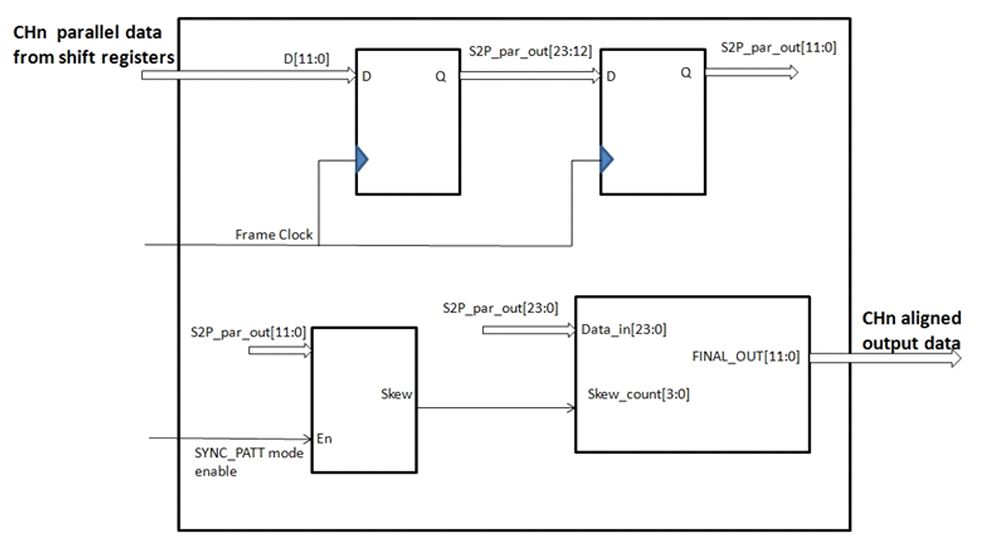 CHn parallel data
from shift registers
D[11:0]
S2P_par_out[23:12]
S2P_par_out[11:0]
D
Q
D
Q
Frame Clock
S2P_par_out[11:0]
S2P_par_out[23:0]
Data_in[23:0]
CHn aligned
output data
FINAL_OUT[11:0]
Skew
Skew_count[3:0]
En
SYNC_PATT mode
enable